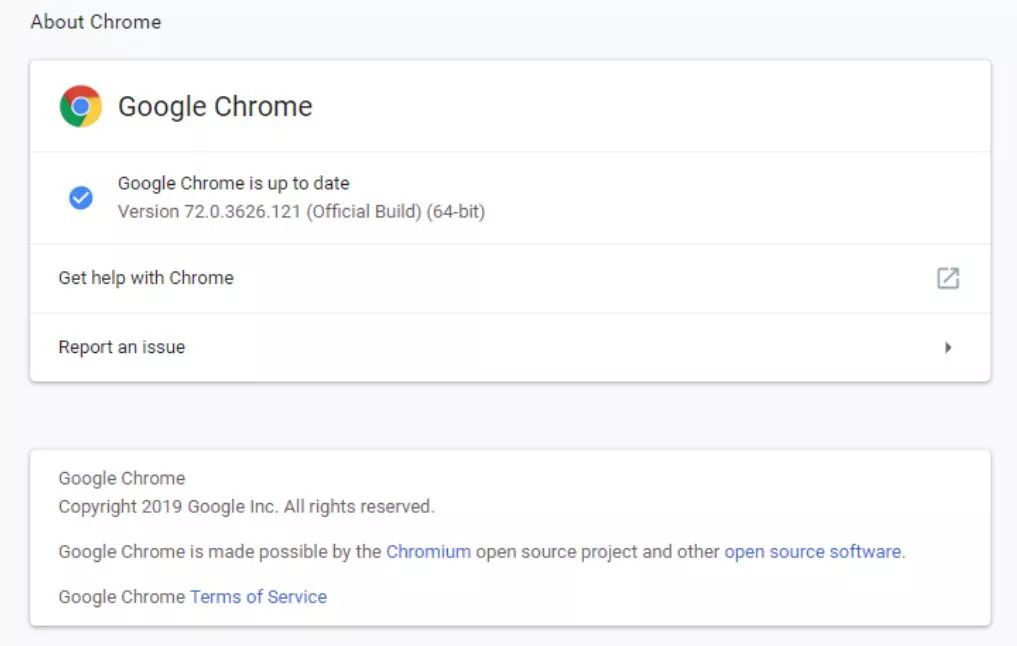 About Chrome
Google Chrome
Google Chrome is up to date
Version 72.0.3626.121 (Official Build) (64-bit)
Get help with Chrome
Report an issue
Google Chrome
Copyright 2019 Google Inc. All rights reserved.
Google Chrome is made possible by the Chromium open source project and other open source software.
Google Chrome Terms of Service